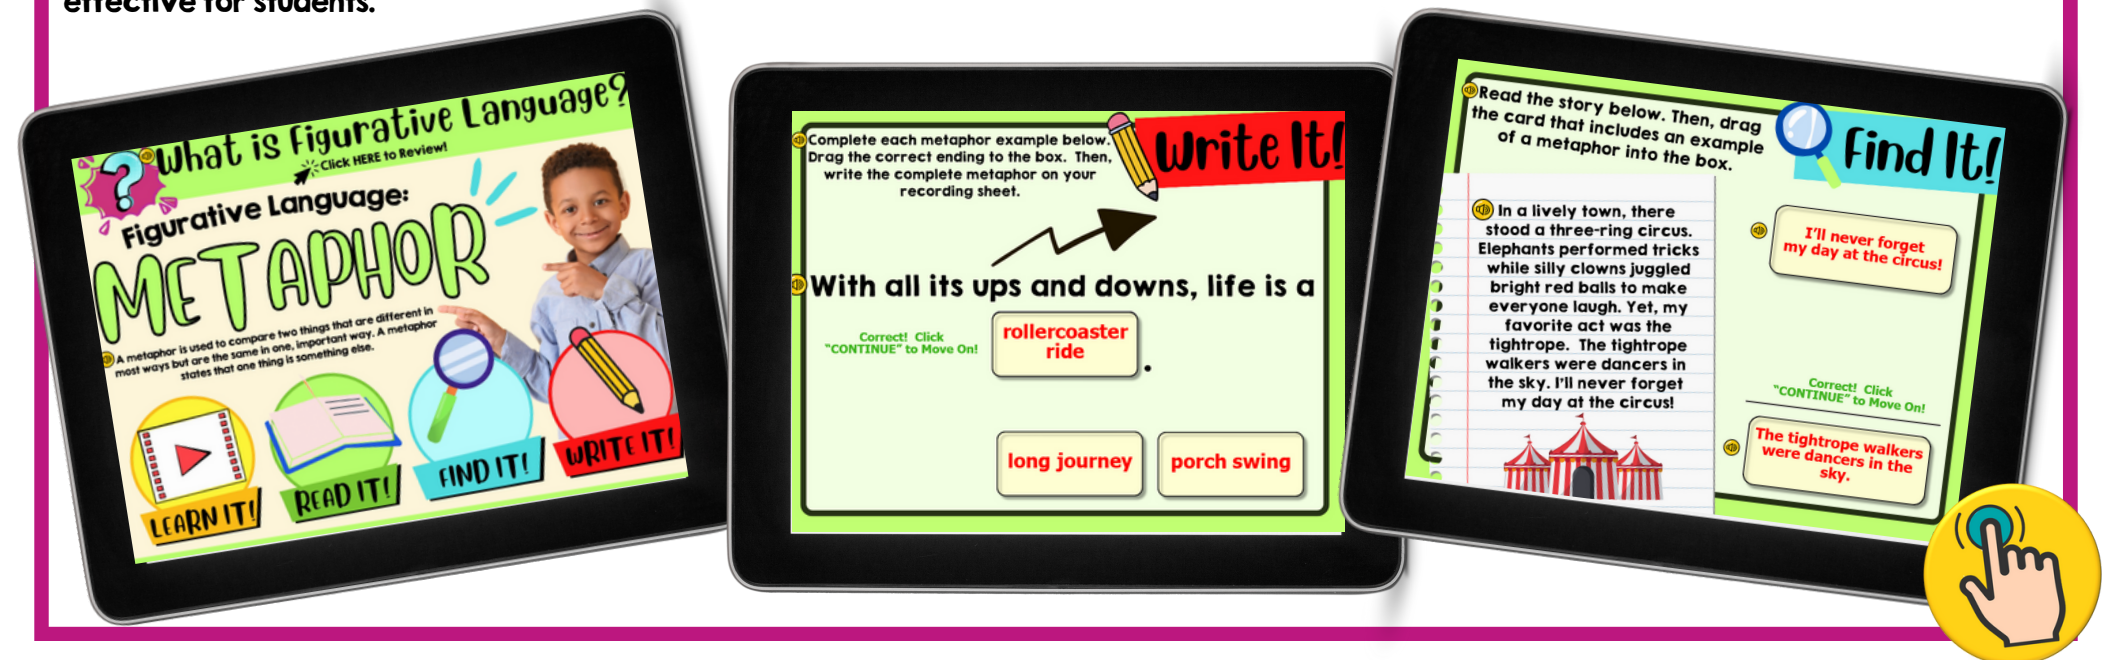 effective for students.
What is Figurative Language?
Click HERE to Review!
Figurative Language:
METAPHOR
A metaphor is used to compare two things that are different in
most ways but are the same in one, important way. A metaphor
states that one thing is something else.
LEARN IT!
READ IT!
FIND IT!
WRITE IT!
Complete each metaphor example below.
Drag the correct ending to the box. Then,
write the complete metaphor on your
recording sheet.
Write It!
With all its ups and downs, life is a
Correct! Click
"CONTINUE" to Move On!
rollercoaster
ride
.
long journey
porch swing
Read the story below. Then, drag
the card that includes an example
of a metaphor into the box.
Find It!
In a lively town, there
stood a three-ring circus.
Elephants performed tricks
while silly clowns juggled
bright red balls to make
everyone laugh. Yet, my
favorite act was the
tightrope. The tightrope
walkers were dancers in
the sky. I'll never forget
my day at the circus!
I'll never forget
my day at the circus!
Correct! Click
"CONTINUE" to Move On!
The tightrope walkers
were dancers in the
sky.